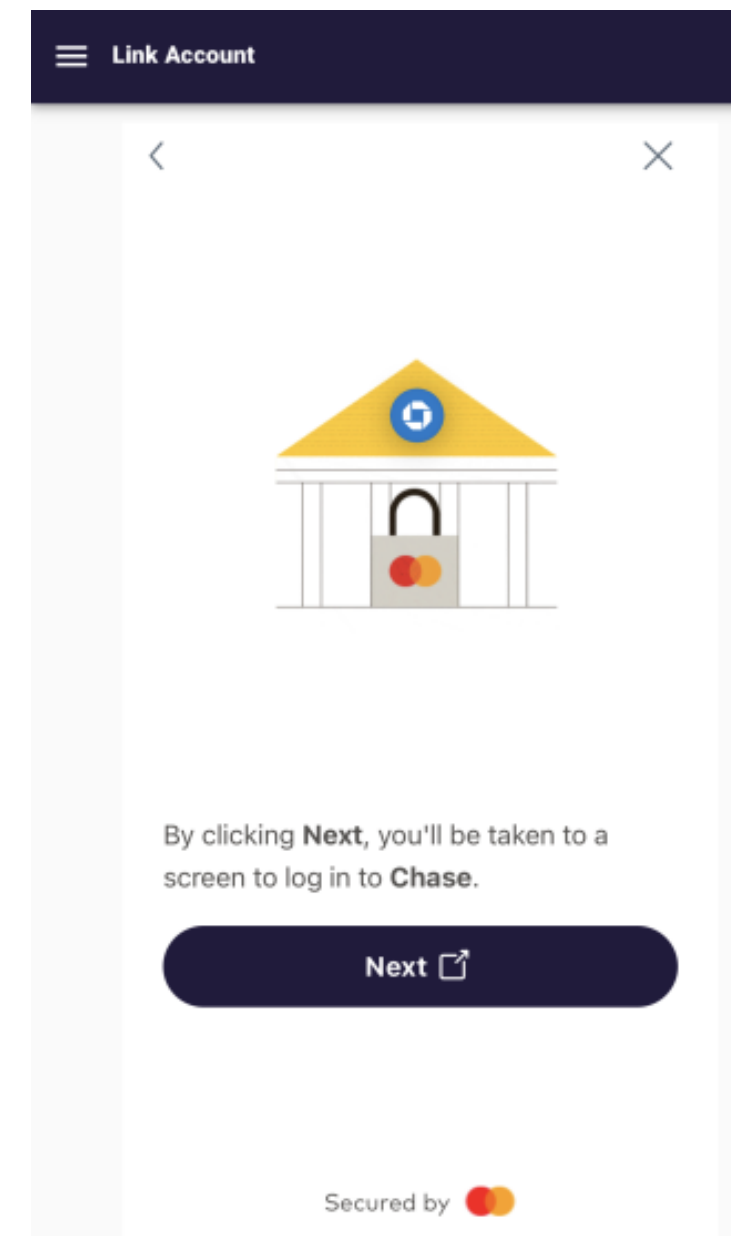 Link Account
By clicking Next, you'll be taken to a
screen to log in to Chase.
Next
Secured by